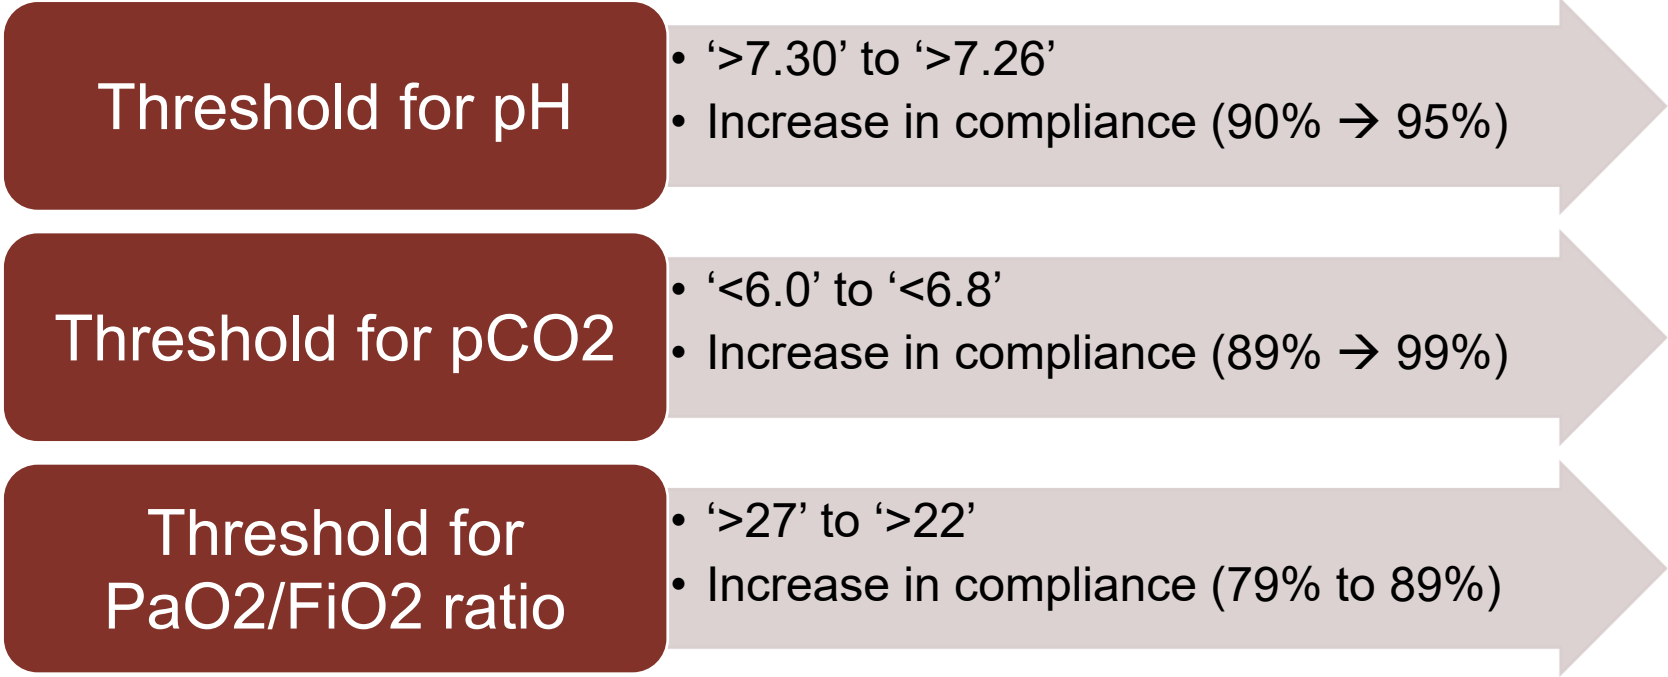 Threshold for pH
• ‘>7.30’ to ‘>7.26’
• Increase in compliance (90% → 95%)
Threshold for pCO2
• ‘<6.0’ to ‘<6.8’
• Increase in compliance (89% → 99%)
Threshold for
PaO2/FiO2 ratio
• ‘>27’ to ‘>22’
• Increase in compliance (79% to 89%)